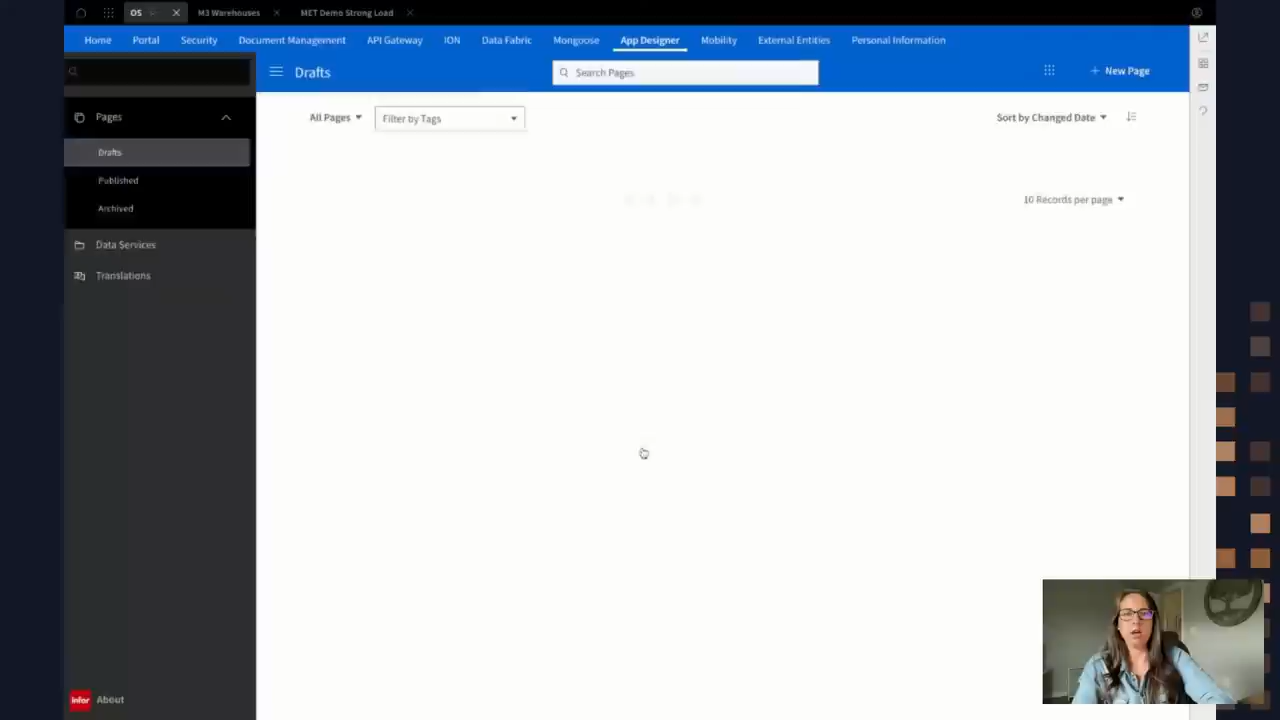 OS
M3 Warehouses
MET Demo Strong Load
Home Portal Security Document Management API Gateway ION Data Fabric Mongoose App Designer Mobility External Entities Personal Information
Drafts
Search Pages
New Page
Pages
All Pages
Filter by Tags
Sort by Changed Date
Drafts
Published
10 Records per page
Archived
Data Services
Translations
infor
About